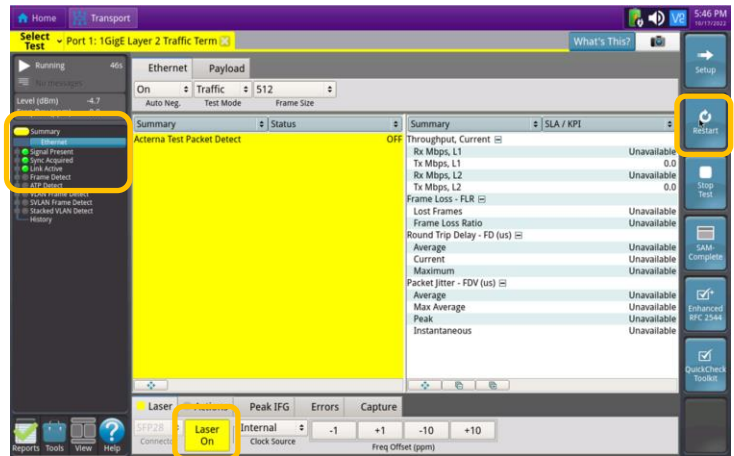 Home
Transport
5:46 PM
10/17/2022
Select Test
Port 1: 1GigE Layer 2 Traffic Term
What's This?
Running 46s
No messages
Level (dBm) -4.7
Summary
Ethernet
Signal Present
Sync Acquired
Link Active
Frame Detect
ATP Detect
VLAN Frame Detect
SVLAN Frame Detect
Stacked VLAN Detect
History
Ethernet Payload
On Traffic 512
Auto Neg. Test Mode Frame Size
Summary Status
Acterna Test Packet Detect OFF
Summary SLA / KPI
Throughput, Current
Rx Mbps, L1 Unavailable
Tx Mbps, L1 0.0
Rx Mbps, L2 Unavailable
Tx Mbps, L2 0.0
Frame Loss - FLR
Lost Frames Unavailable
Frame Loss Ratio Unavailable
Round Trip Delay - FD (us)
Average Unavailable
Current Unavailable
Maximum Unavailable
Packet Jitter - FDV (us)
Average Unavailable
Max Average Unavailable
Peak Unavailable
Instantaneous Unavailable
Laser Actions Peak IFG Errors Capture
SFP28 Laser On Internal -1 +1 -10 +10
Clock Source Freq Offset (ppm)
Reports Tools View Help
Setup
Restart
Stop
Test
SAM-
Complete
Enhanced
RFC 2544
QuickCheck
Toolkit